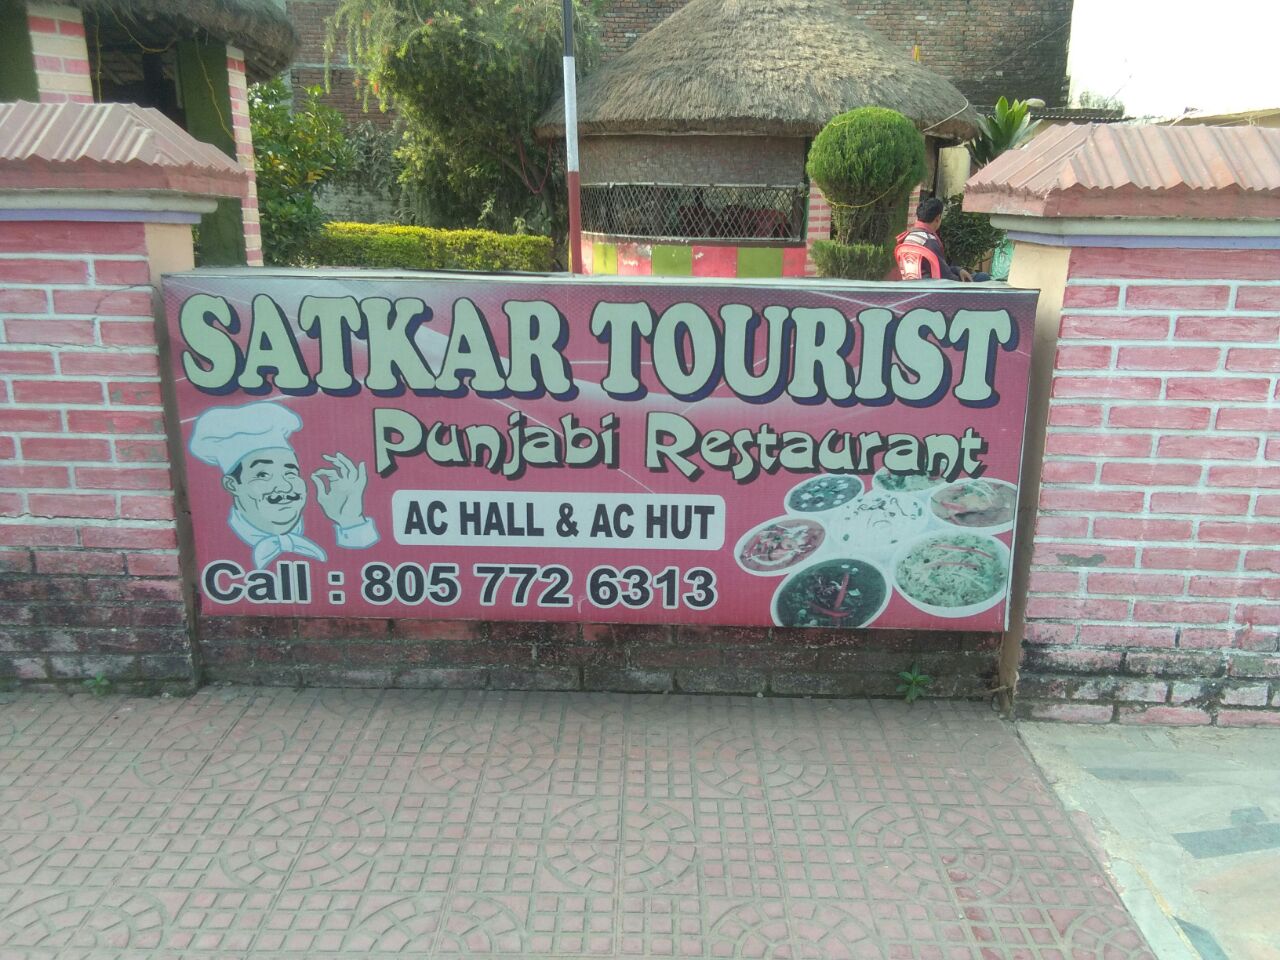 SATKAR TOURIST
Punjabi Restaurant
AC HALL & AC HUT
Call : 805 772 6313